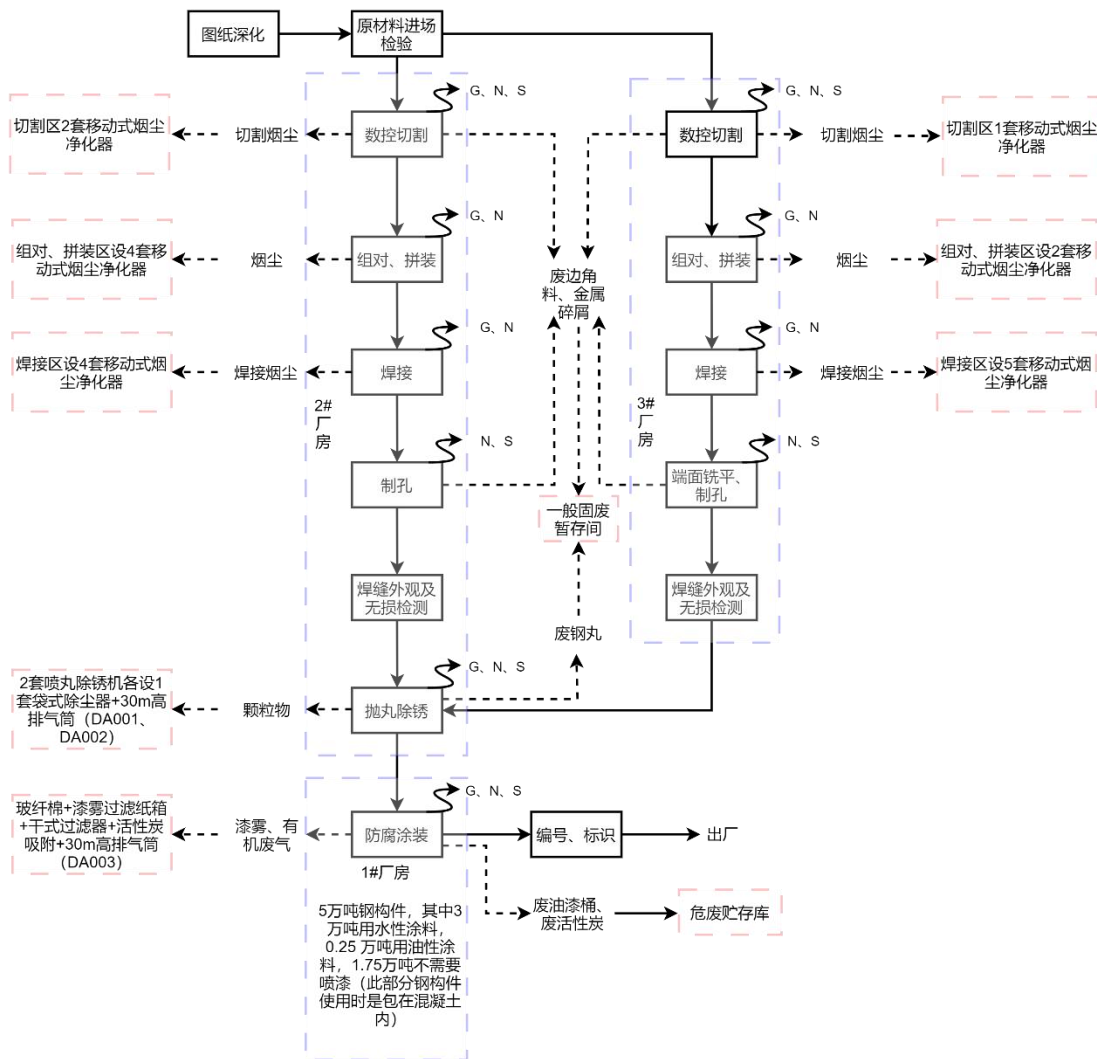 图纸深化
原材料进场
检验
G、N、S
G、N、S
切割区2套移动式烟尘
净化器
切割烟尘
数控切割
数控切割
切割烟尘
切割区1套移动式烟尘
净化器
G、N
G、N
组对、拼装区设4套移
动式烟尘净化器
烟尘
组对、拼装
废边角
料、金属
碎屑
组对、拼装
烟尘
组对、拼装区设2套移
动式烟尘净化器
G、N
G、N
焊接区设4套移动式烟
尘净化器
焊接烟尘
焊接
焊接
焊接烟尘
焊接区设5套移动式烟
尘净化器
2#
厂
房
3#
厂
房
N、S
N、S
制孔
端面铣平、
制孔
一般固废
暂存间
焊缝外观及
无损检测
焊缝外观及
无损检测
废钢丸
G、N、S
2套喷丸除锈机各设1
套袋式除尘器+30m高
排气筒（DA001、
DA002）
颗粒物
抛丸除锈
G、N、S
玻纤棉+漆雾过滤纸箱
+干式过滤器+活性炭
吸附+30m高排气筒
（DA003）
漆雾、有
机废气
防腐涂装
编号、标识
出厂
1#厂房
废油漆桶、
废活性炭
危废贮存库
5万吨钢构件，其中3
万吨用水性涂料，
0.25 万吨用油性涂
料，1.75万吨不需要
喷漆（此部分钢构件
使用时是包在混凝土
内）